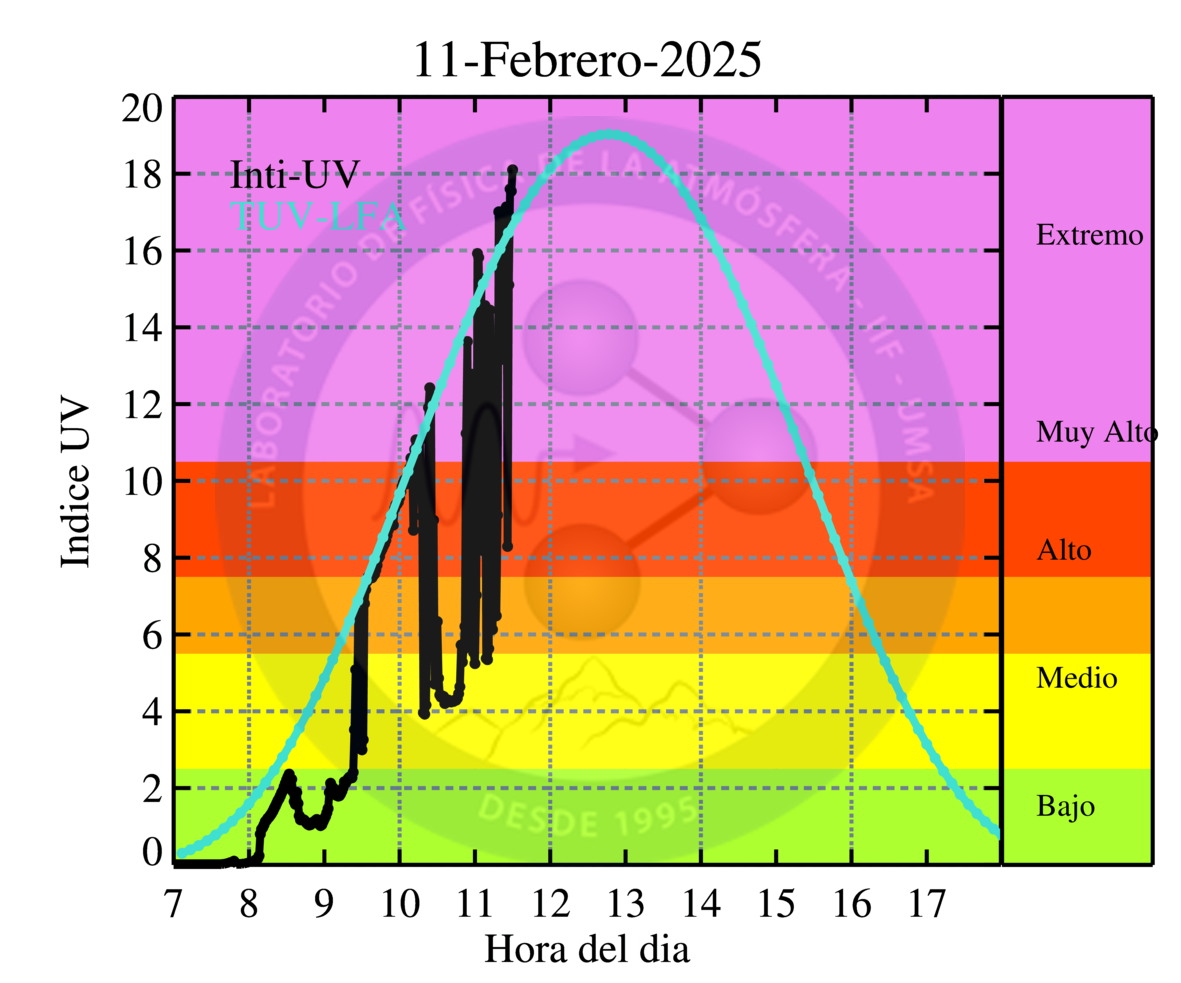 11-Febrero-2025
Inti-UV
TUV-LFA
LABORATORIO DE FÍSICA DE LA ATMÓSFERA - IIF - UMSA
DESDE 1995
Indice UV
20
18
16
14
12
10
8
6
4
2
0
Extremo
Muy Alto
Alto
Medio
Bajo
7 8 9 10 11 12 13 14 15 16 17
Hora del dia